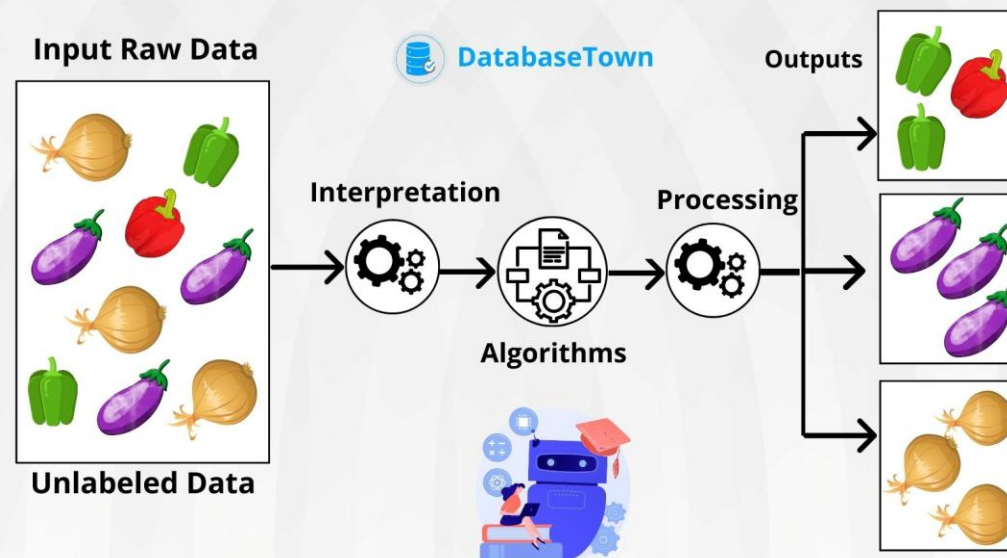 Input Raw Data
DatabaseTown
Outputs
Interpretation
Processing
Algorithms
Unlabeled Data